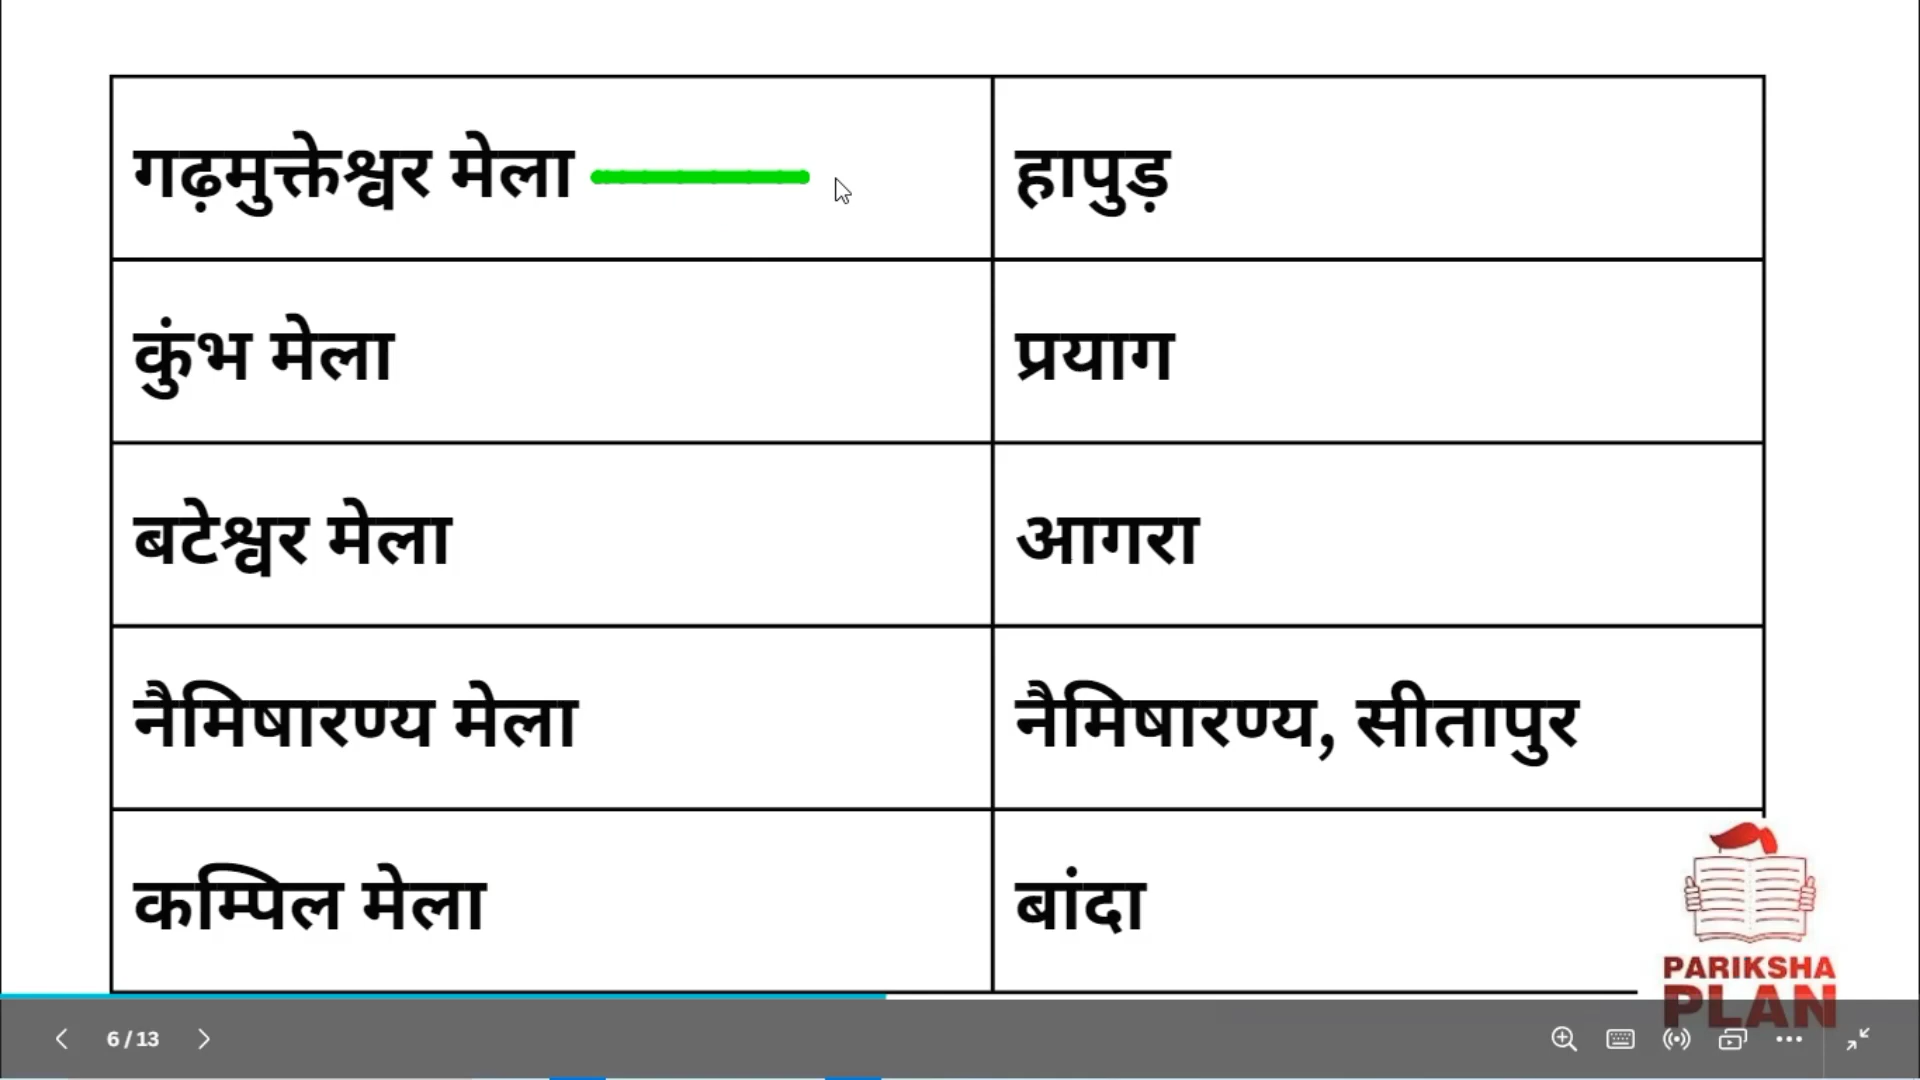 गढ़मुक्तेश्वर मेला हापुड़
कुंभ मेला प्रयाग
बटेश्वर मेला आगरा
नैमिषारण्य मेला नैमिषारण्य, सीतापुर
कम्पिल मेला बांदा
PARIKSHA
PLAN
6 / 13